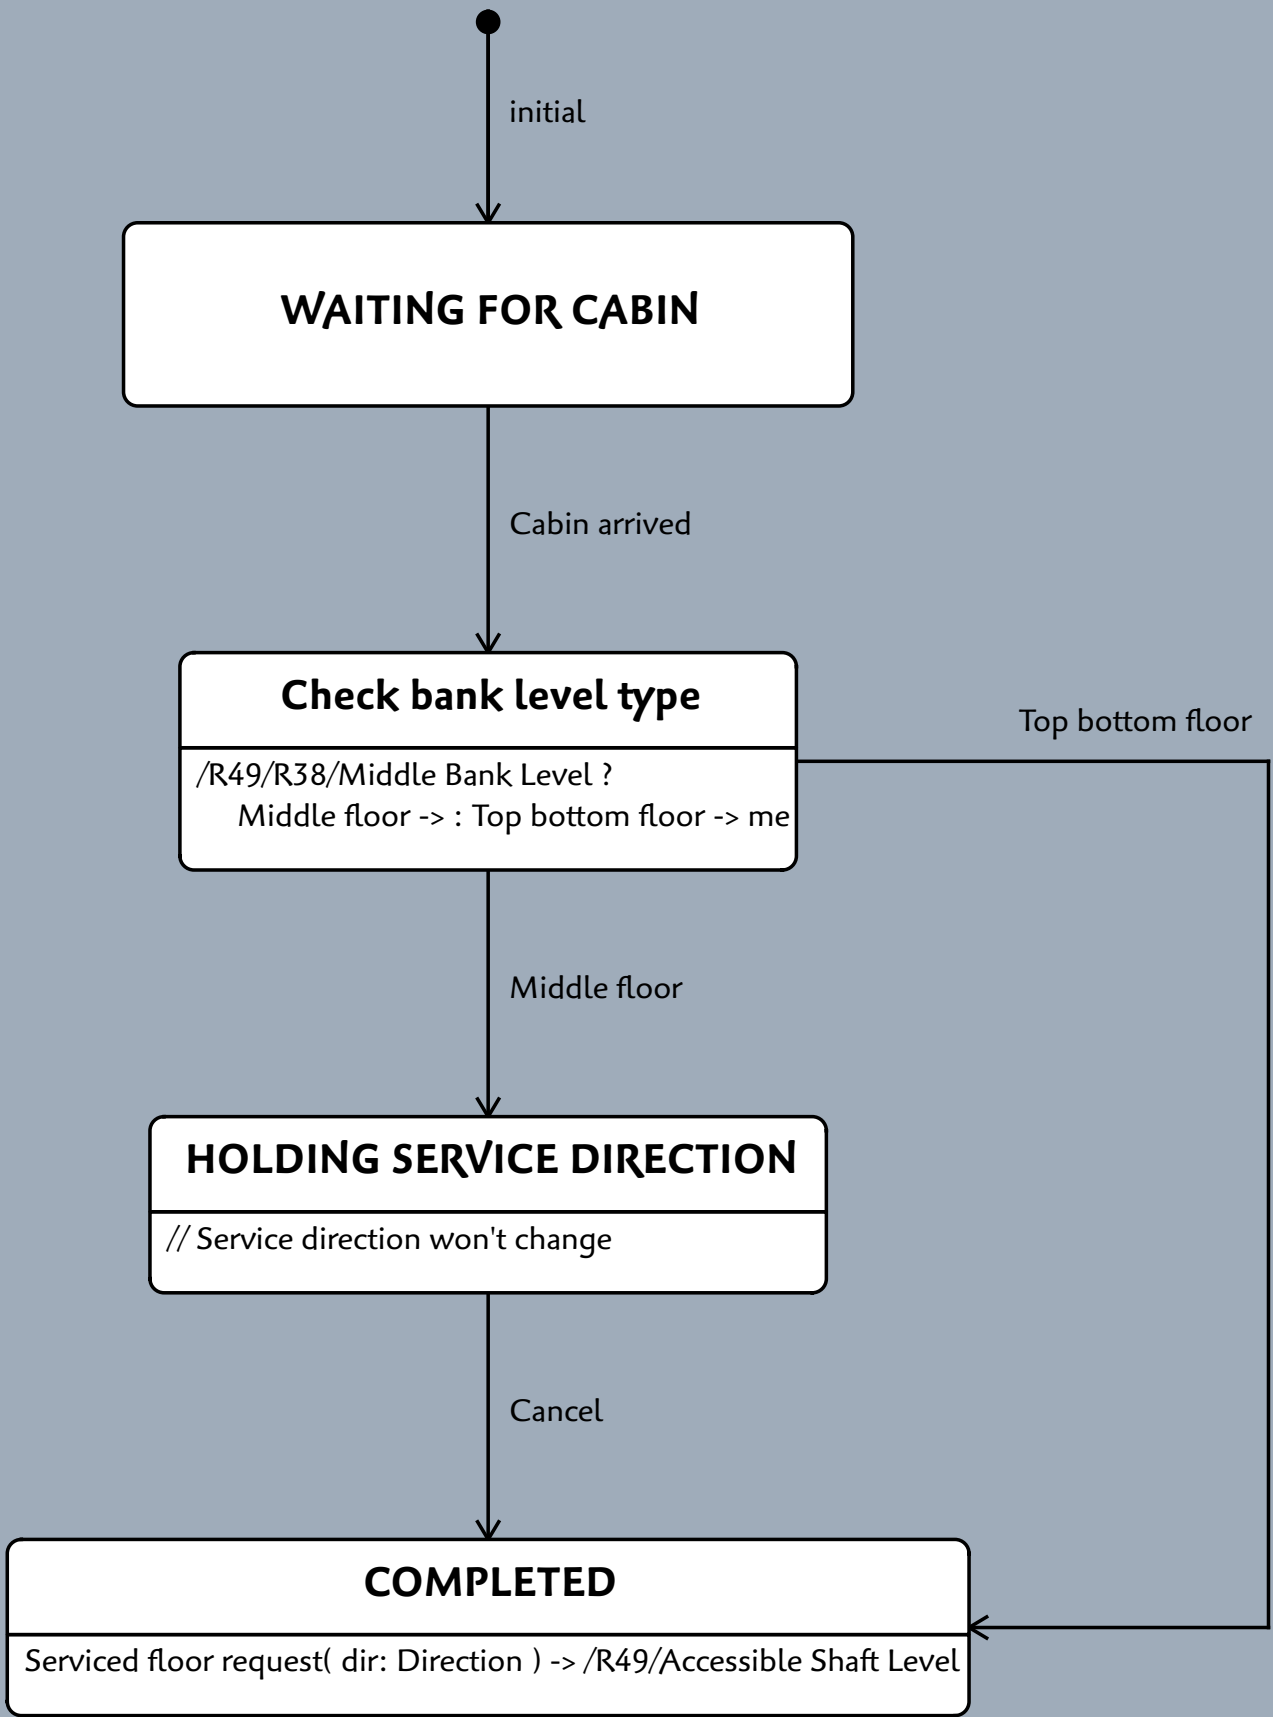 initial
WAITING FOR CABIN
Cabin arrived
Check bank level type
/R49/R38/Middle Bank Level ?
Middle floor -> : Top bottom floor -> me
Top bottom floor
Middle floor
HOLDING SERVICE DIRECTION
// Service direction won't change
Cancel
COMPLETED
Serviced floor request( dir: Direction ) -> /R49/Accessible Shaft Level